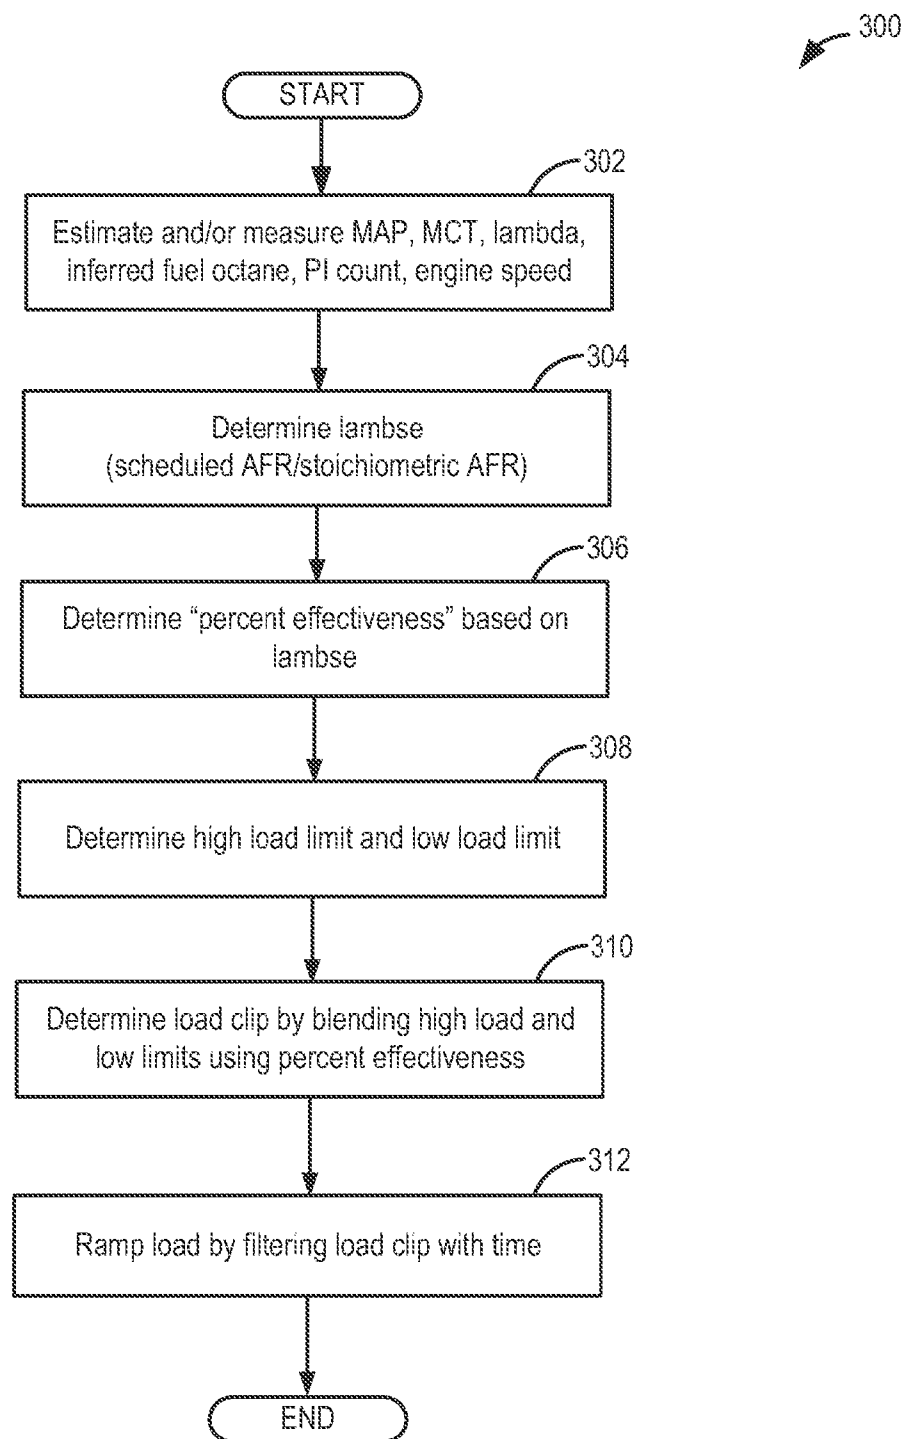 300
START
302
Estimate and/or measure MAP, MCT, lambda,
inferred fuel octane, PI count, engine speed
304
Determine lambse
(scheduled AFR/stoichiometric AFR)
306
Determine “percent effectiveness” based on
lambse
308
Determine high load limit and low load limit
310
Determine load clip by blending high load and
low limits using percent effectiveness
312
Ramp load by filtering load clip with time
END